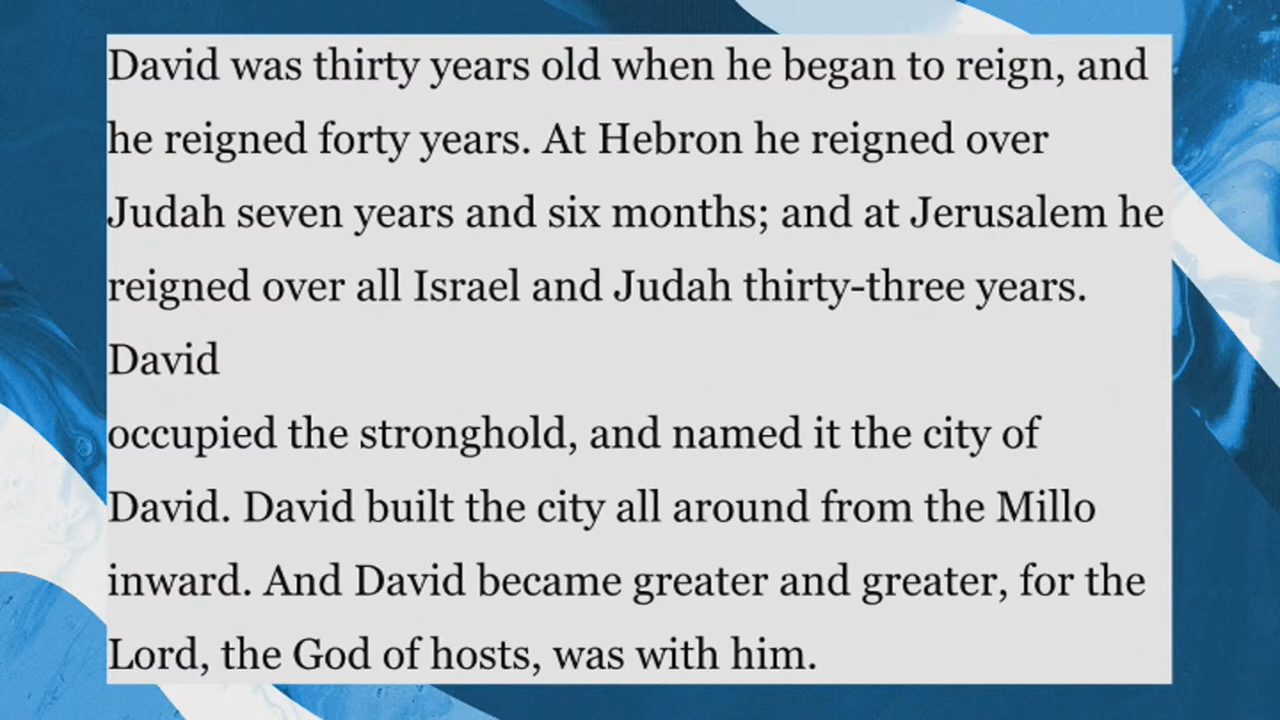 David was thirty years old when he began to reign, and
he reigned forty years. At Hebron he reigned over
Judah seven years and six months; and at Jerusalem he
reigned over all Israel and Judah thirty-three years.
David
occupied the stronghold, and named it the city of
David. David built the city all around from the Millo
inward. And David became greater and greater, for the
Lord, the God of hosts, was with him.